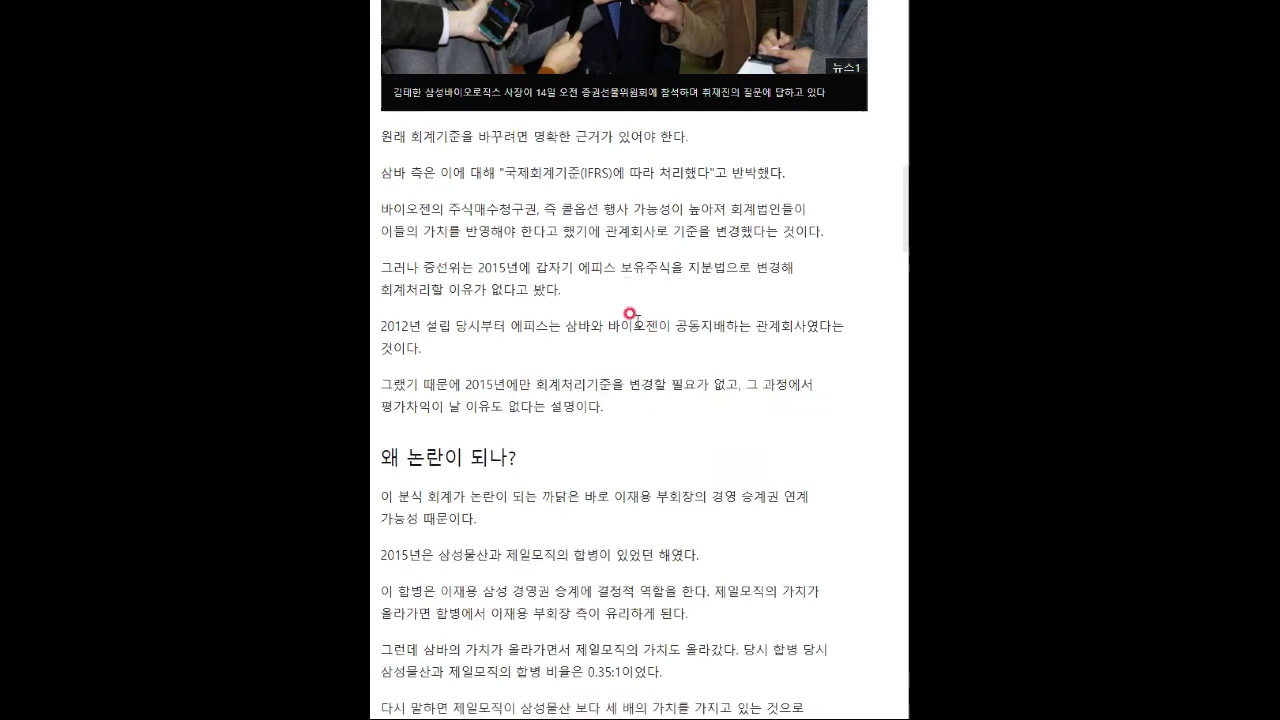 뉴스1
김태한 삼성바이오로직스 사장이 14일 오전 증권선물위원회에 참석하며 취재진의 질문에 답하고 있다
원래 회계기준을 바꾸려면 명확한 근거가 있어야 한다.
삼바 측은 이에 대해 "국제회계기준(IFRS)에 따라 처리했다"고 반박했다.
바이오젠의 주식매수청구권, 즉 콜옵션 행사 가능성이 높아져 회계법인들이
이들의 가치를 반영해야 한다고 했기에 관계회사로 기준을 변경했다는 것이다.
그러나 증선위는 2015년에 갑자기 에피스 보유주식을 지분법으로 변경해
회계처리할 이유가 없다고 봤다.
2012년 설립 당시부터 에피스는 삼바와 바이오젠이 공동지배하는 관계회사였다는
것이다.
그랬기 때문에 2015년에만 회계처리기준을 변경할 필요가 없고, 그 과정에서
평가차익이 날 이유도 없다는 설명이다.
왜 논란이 되나?
이 분식 회계가 논란이 되는 까닭은 바로 이재용 부회장의 경영 승계권 연계
가능성 때문이다.
2015년은 삼성물산과 제일모직의 합병이 있었던 해였다.
이 합병은 이재용 삼성 경영권 승계에 결정적 역할을 한다. 제일모직의 가치가
올라가면 합병에서 이재용 부회장 측이 유리하게 된다.
그런데 삼바의 가치가 올라가면서 제일모직의 가치도 올라갔다. 당시 합병 당시
삼성물산과 제일모직의 합병 비율은 0.35:1이었다.
다시 말하면 제일모직이 삼성물산 보다 세 배의 가치를 가지고 있는 것으로